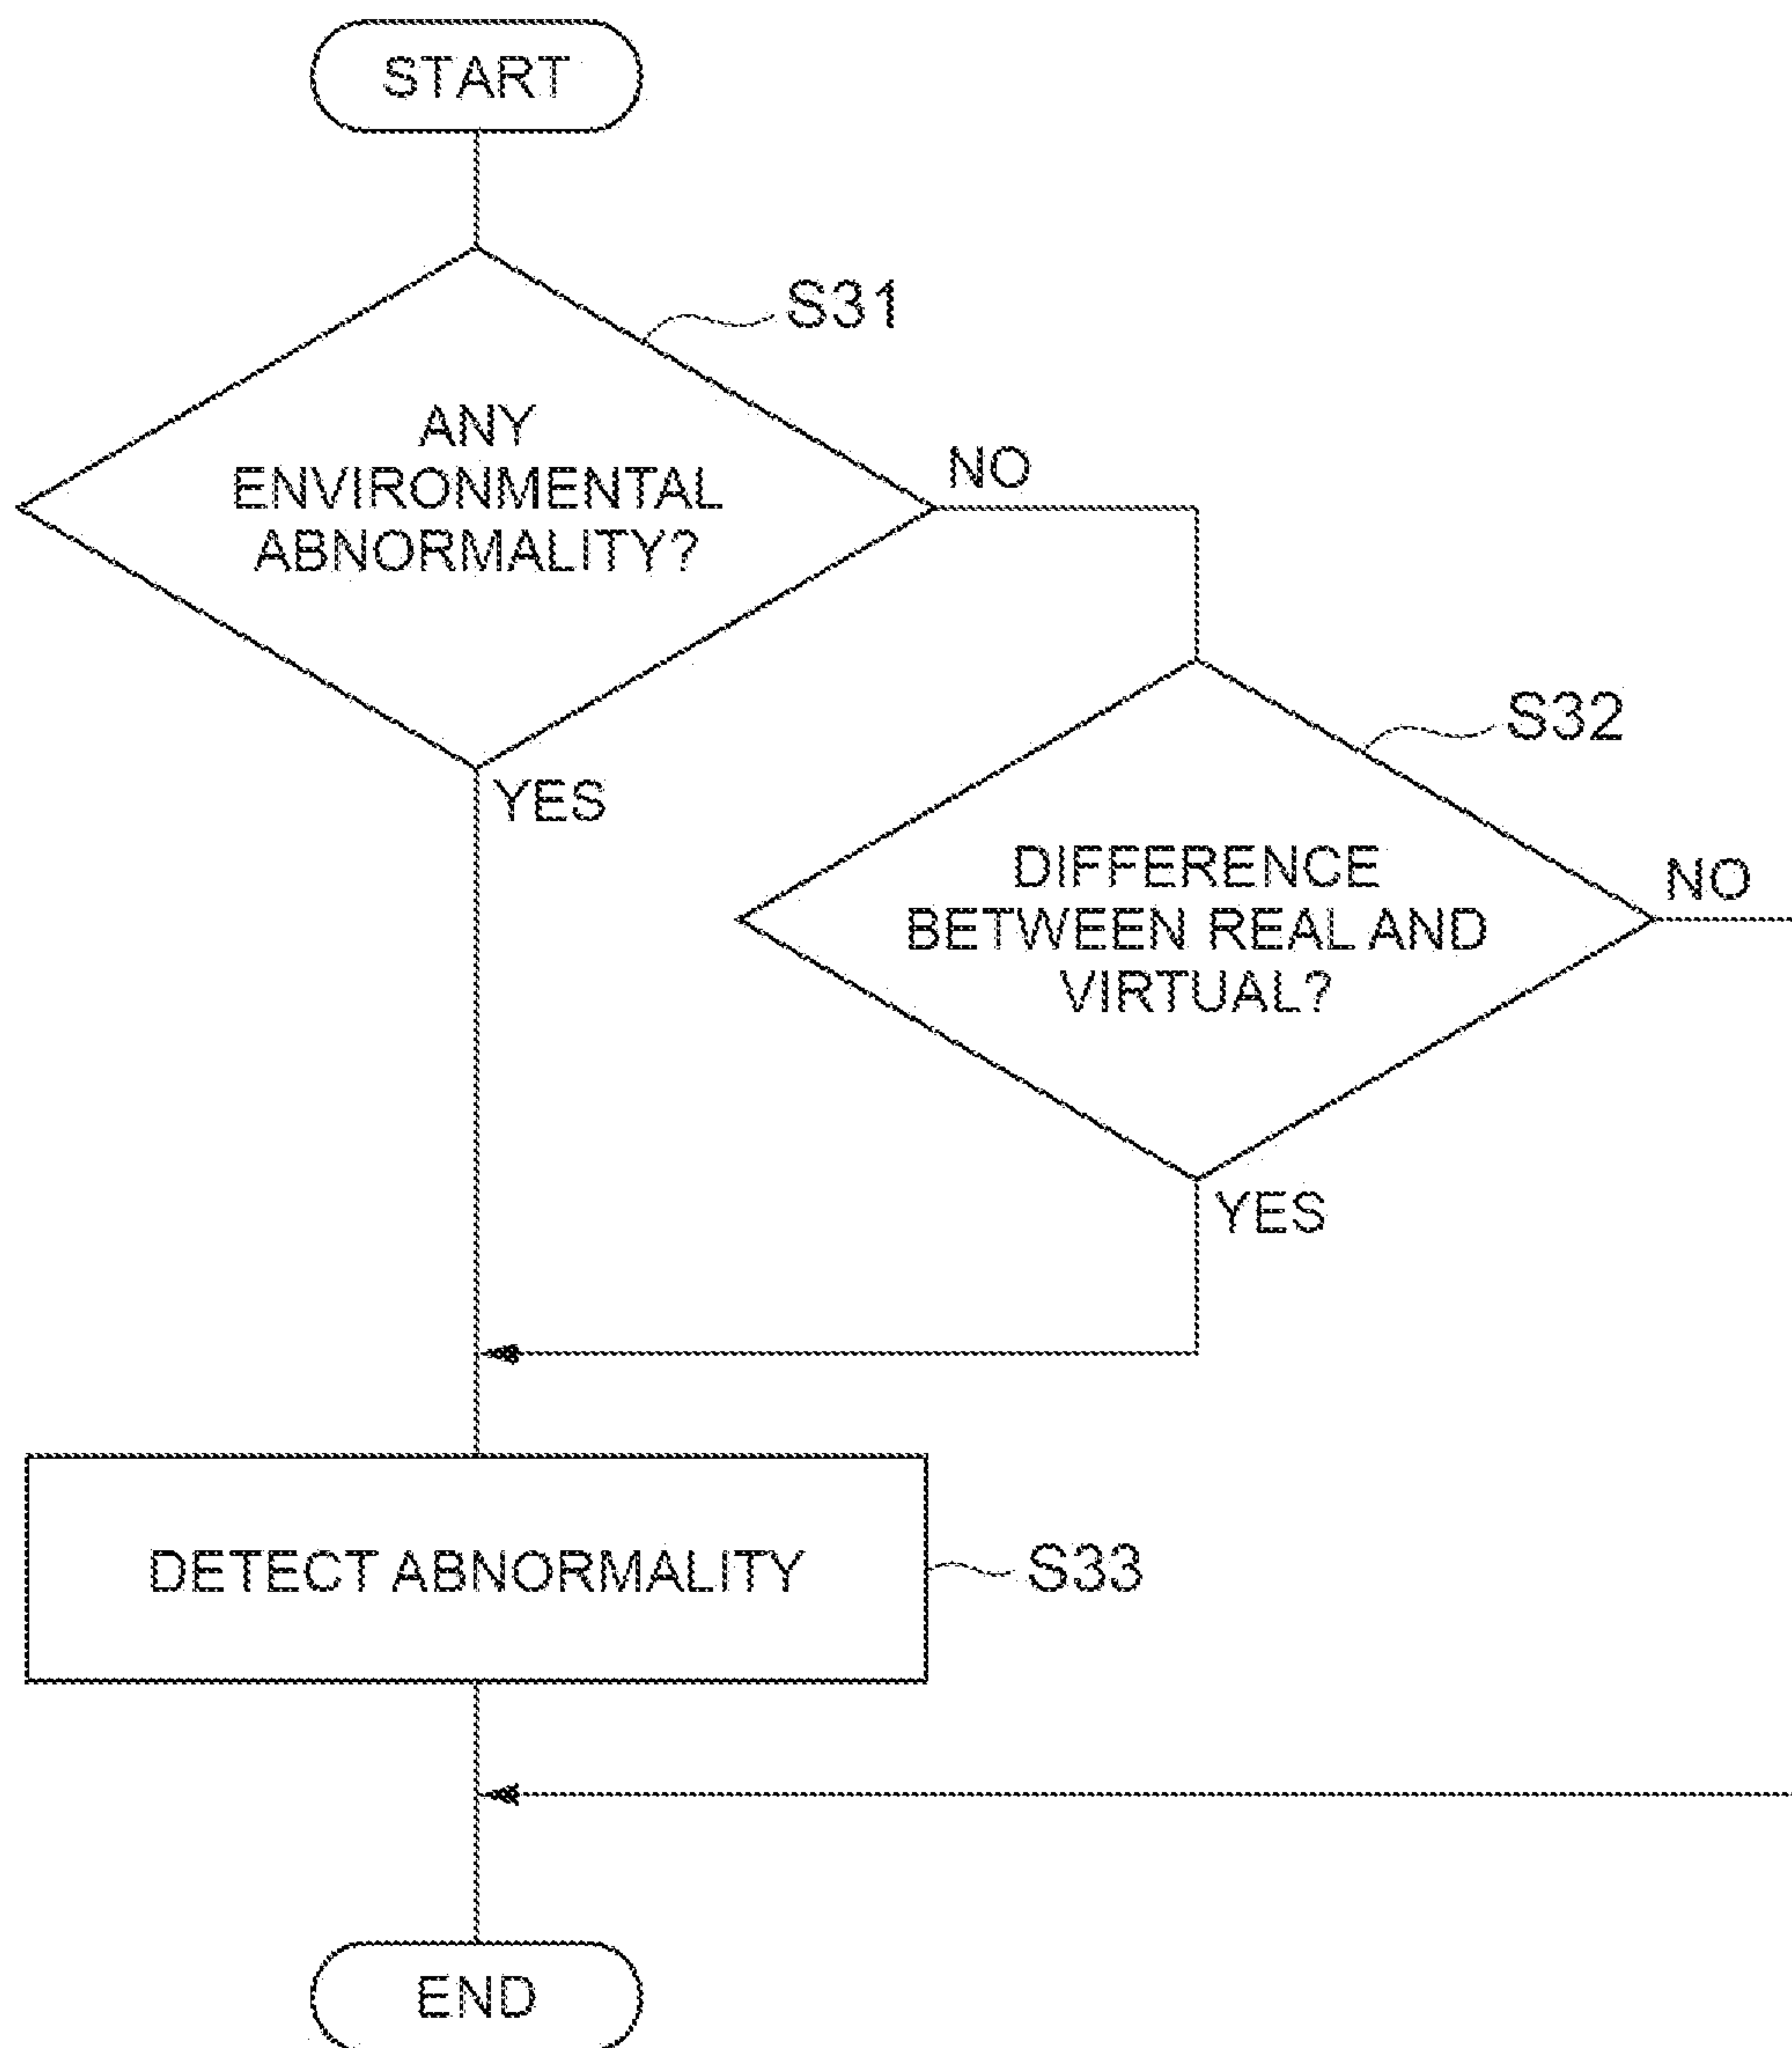 START
S31
ANY
ENVIRONMENTAL
ABNORMALITY?
NO
YES
S32
DIFFERENCE
BETWEEN REAL AND
VIRTUAL?
NO
YES
DETECT ABNORMALITY
S33
END